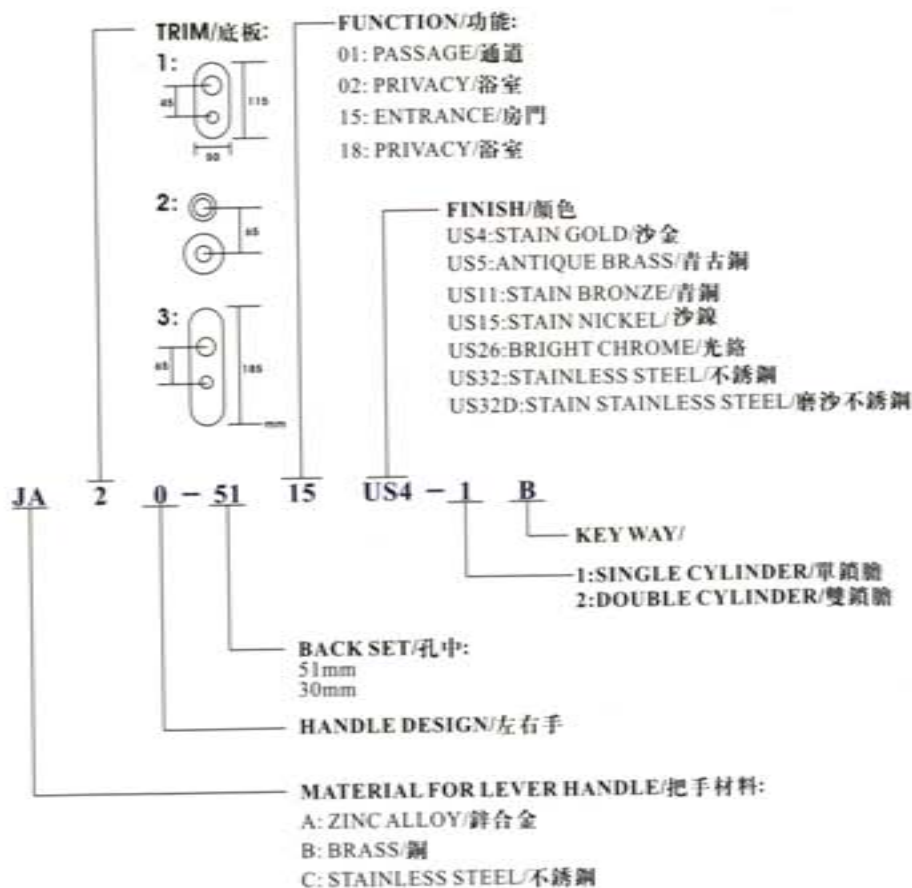 TRIM/底板:
1:
45
115
50
2:
65
3:
65
185
mm
FUNCTION/功能:
01: PASSAGE/通道
02: PRIVACY/浴室
15: ENTRANCE/房門
18: PRIVACY/浴室
FINISH/顏色
US4:STAIN GOLD/沙金
US5:ANTIQUE BRASS/青古銅
US11:STAIN BRONZE/青銅
US15:STAIN NICKEL/沙鎳
US26:BRIGHT CHROME/光鉻
US32:STAINLESS STEEL/不銹鋼
US32D:STAIN STAINLESS STEEL/磨沙不銹鋼
JA 2 0 - 51 15 US4 - 1 B
KEY WAY/
1:SINGLE CYLINDER/單鎖膽
2:DOUBLE CYLINDER/雙鎖膽
BACK SET/孔中:
51mm
30mm
HANDLE DESIGN/左右手
MATERIAL FOR LEVER HANDLE/把手材料:
A: ZINC ALLOY/鋅合金
B: BRASS/銅
C: STAINLESS STEEL/不銹鋼